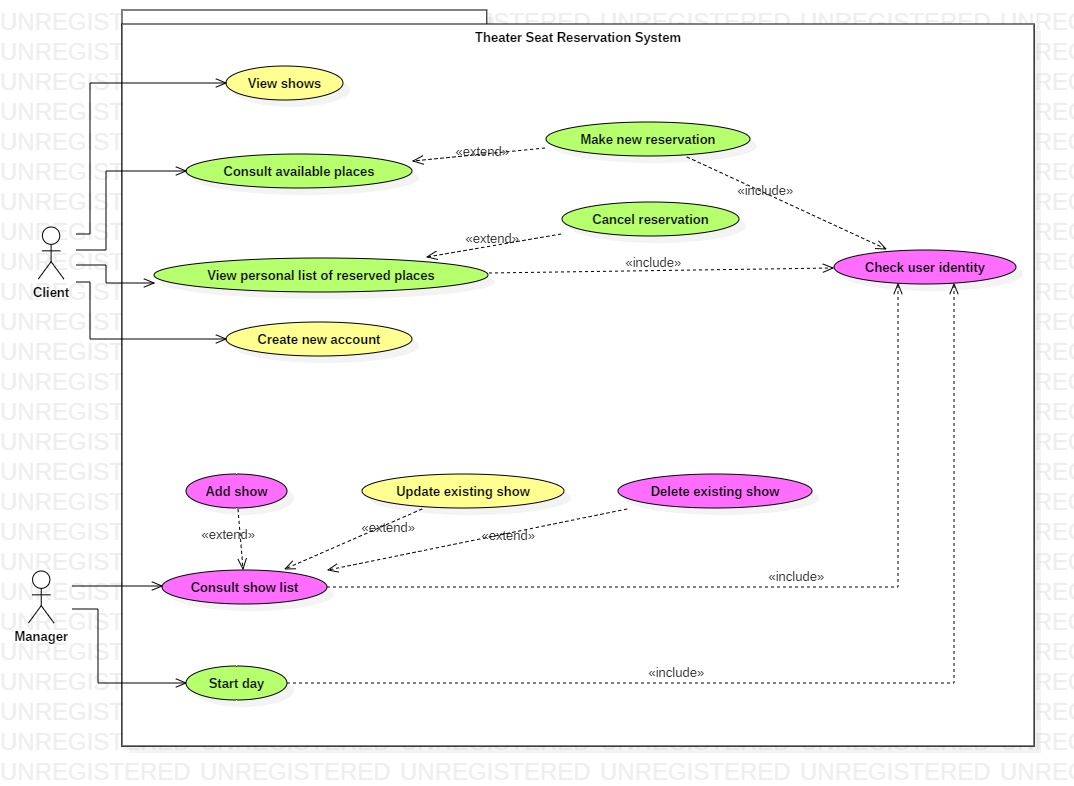 Theater Seat Reservation System
View shows
Make new reservation
«extend»
Consult available places
«include»
Cancel reservation
«extend»
«include»
Check user identity
View personal list of reserved places
Client
Create new account
Add show
Update existing show
Delete existing show
«extend»
«extend»
«extend»
«include»
Consult show list
Manager
«include»
Start day
UNREGISTERED UNREGISTERED UNREGISTERED UNREGISTERED UNREGISTERED